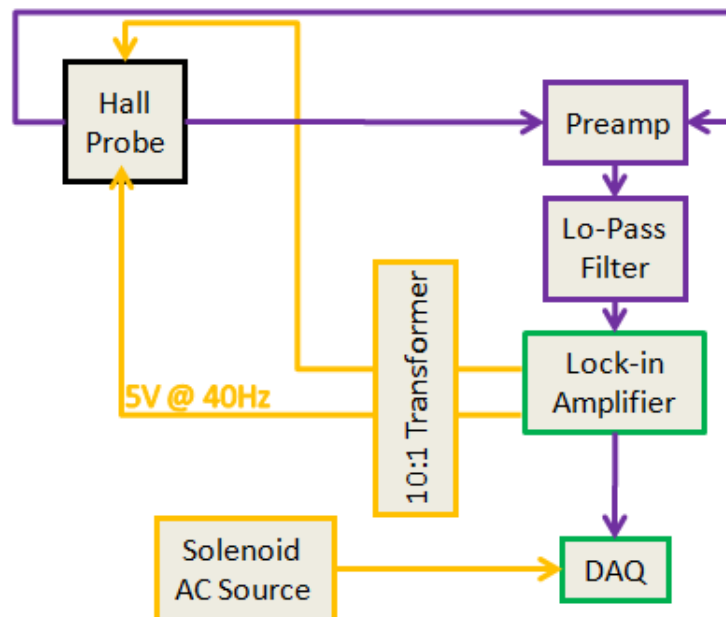 Hall
Probe
Preamp
Lo-Pass
Filter
10:1 Transformer
Lock-in
Amplifier
5V @ 40Hz
Solenoid
AC Source
DAQ